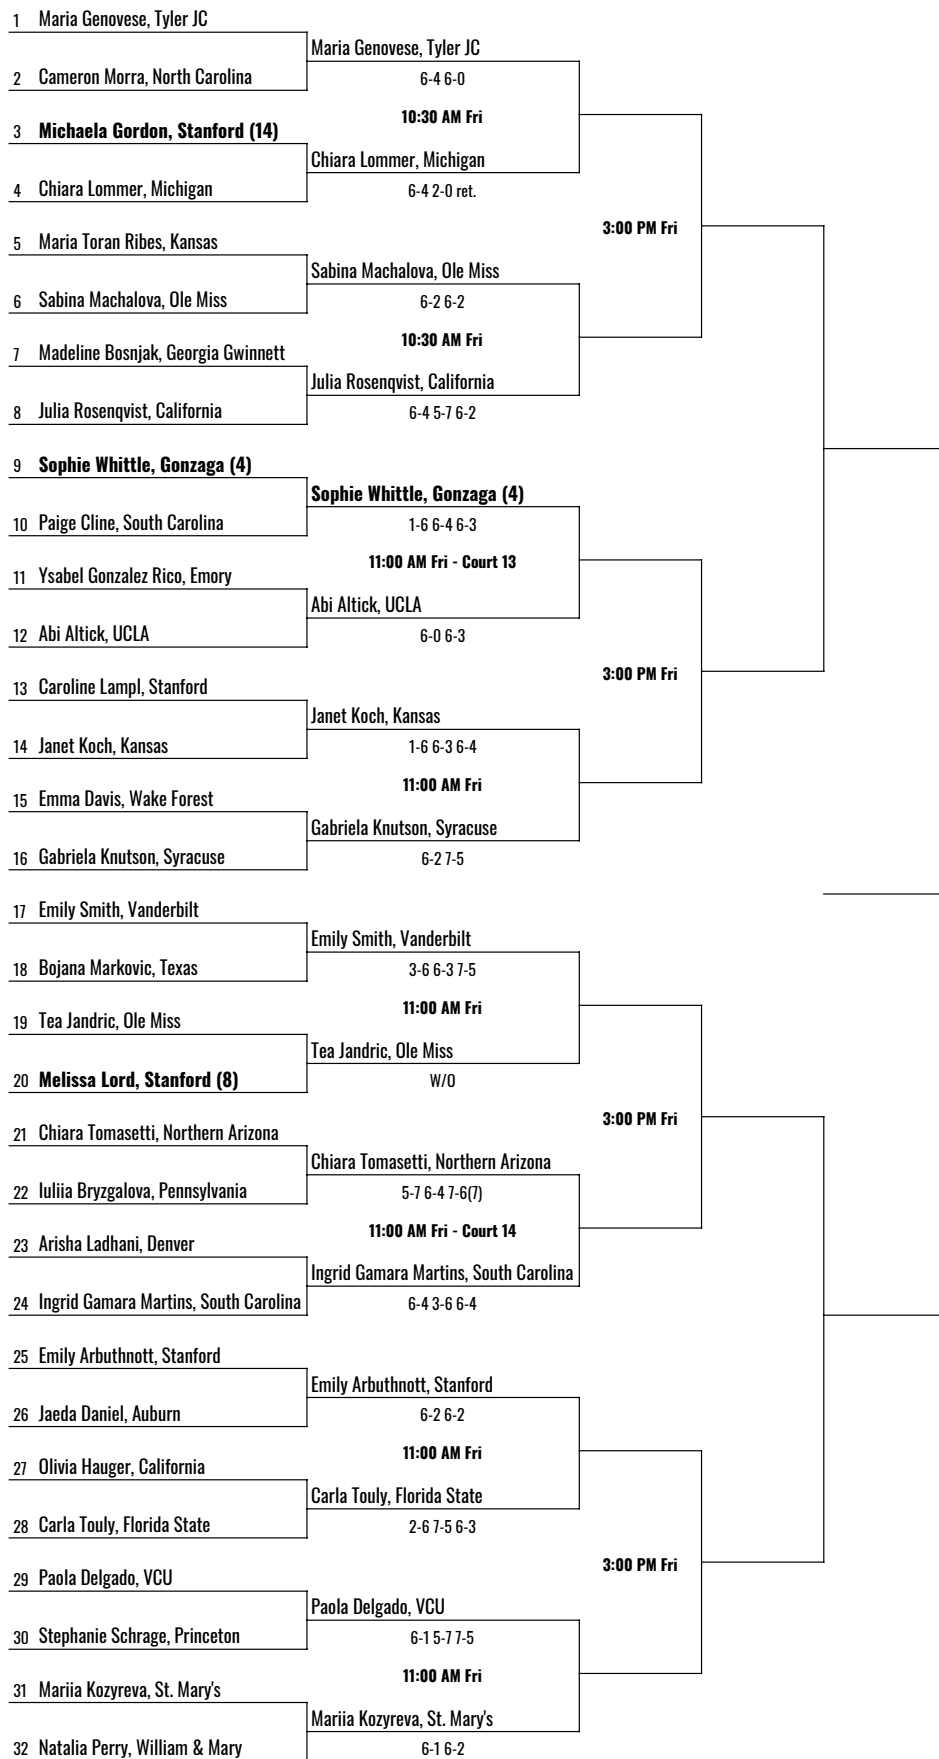 1 Maria Genovese, Tyler JC
Maria Genovese, Tyler JC
2 Cameron Morra, North Carolina
6-4 6-0
10:30 AM Fri
3 Michaela Gordon, Stanford (14)
Chiara Lommer, Michigan
4 Chiara Lommer, Michigan
6-4 2-0 ret.
3:00 PM Fri
5 Maria Toran Ribes, Kansas
Sabina Machalova, Ole Miss
6 Sabina Machalova, Ole Miss
6-2 6-2
10:30 AM Fri
7 Madeline Bosnjak, Georgia Gwinnett
Julia Rosenqvist, California
8 Julia Rosenqvist, California
6-4 5-7 6-2
9 Sophie Whittle, Gonzaga (4)
Sophie Whittle, Gonzaga (4)
10 Paige Cline, South Carolina
1-6 6-4 6-3
11:00 AM Fri - Court 13
11 Ysabel Gonzalez Rico, Emory
Abi Altick, UCLA
12 Abi Altick, UCLA
6-0 6-3
3:00 PM Fri
13 Caroline Lampl, Stanford
Janet Koch, Kansas
14 Janet Koch, Kansas
1-6 6-3 6-4
11:00 AM Fri
15 Emma Davis, Wake Forest
Gabriela Knutson, Syracuse
16 Gabriela Knutson, Syracuse
6-2 7-5
17 Emily Smith, Vanderbilt
Emily Smith, Vanderbilt
18 Bojana Markovic, Texas
3-6 6-3 7-5
11:00 AM Fri
19 Tea Jandric, Ole Miss
Tea Jandric, Ole Miss
20 Melissa Lord, Stanford (8)
W/O
3:00 PM Fri
21 Chiara Tomasetti, Northern Arizona
Chiara Tomasetti, Northern Arizona
22 Iuliia Bryzgalova, Pennsylvania
5-7 6-4 7-6(7)
11:00 AM Fri - Court 14
23 Arisha Ladhani, Denver
Ingrid Gamara Martins, South Carolina
24 Ingrid Gamara Martins, South Carolina
6-4 3-6 6-4
25 Emily Arbuthnott, Stanford
Emily Arbuthnott, Stanford
26 Jaeda Daniel, Auburn
6-2 6-2
11:00 AM Fri
27 Olivia Hauger, California
Carla Touly, Florida State
28 Carla Touly, Florida State
2-6 7-5 6-3
3:00 PM Fri
29 Paola Delgado, VCU
Paola Delgado, VCU
30 Stephanie Schrage, Princeton
6-1 5-7 7-5
11:00 AM Fri
31 Mariia Kozyreva, St. Mary's
Mariia Kozyreva, St. Mary's
32 Natalia Perry, William & Mary
6-1 6-2